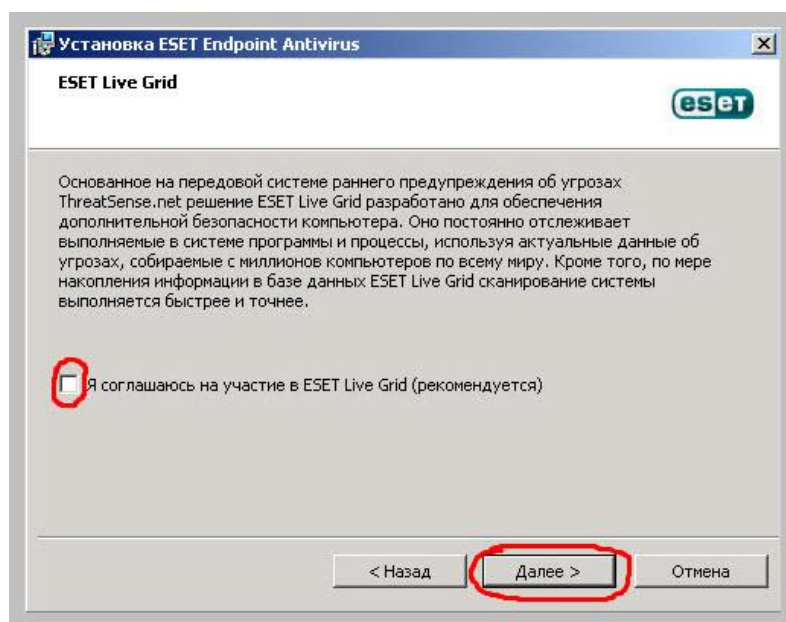 Установка ESET Endpoint Antivirus
ESET Live Grid
eset
Основанное на передовой системе раннего предупреждения об угрозах
ThreatSense.net решение ESET Live Grid разработано для обеспечения
дополнительной безопасности компьютера. Оно постоянно отслеживает
выполняемые в системе программы и процессы, используя актуальные данные об
угрозах, собираемые с миллионов компьютеров по всему миру. Кроме того, по мере
накопления информации в базе данных ESET Live Grid сканирование системы
выполняется быстрее и точнее.
Я соглашаюсь на участие в ESET Live Grid (рекомендуется)
< Назад Далее > Отмена